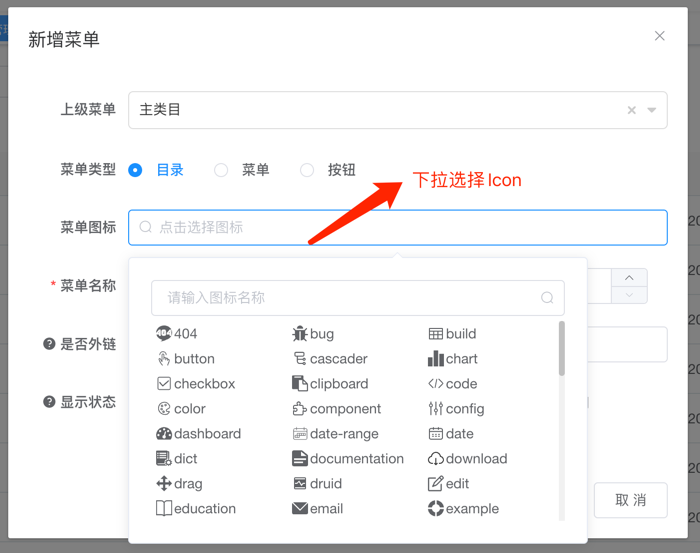 新增菜单
上级菜单
主类目
菜单类型
目录
菜单
按钮
下拉选择Icon
菜单图标
点击选择图标
* 菜单名称
请输入图标名称
是否外链
显示状态
404
bug
build
button
cascader
chart
checkbox
clipboard
code
color
component
config
dashboard
date-range
date
dict
documentation
download
drag
druid
edit
education
email
example
取 消